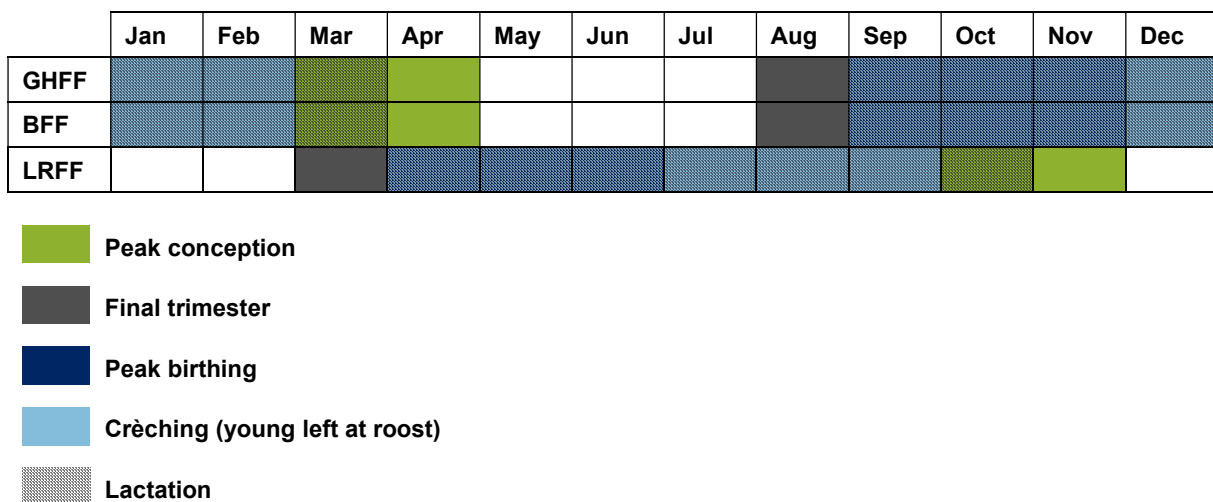 Jan Feb Mar Apr May Jun Jul Aug Sep Oct Nov Dec
GHFF
BFF
LRFF
Peak conception
Final trimester
Peak birthing
Crèching (young left at roost)
Lactation